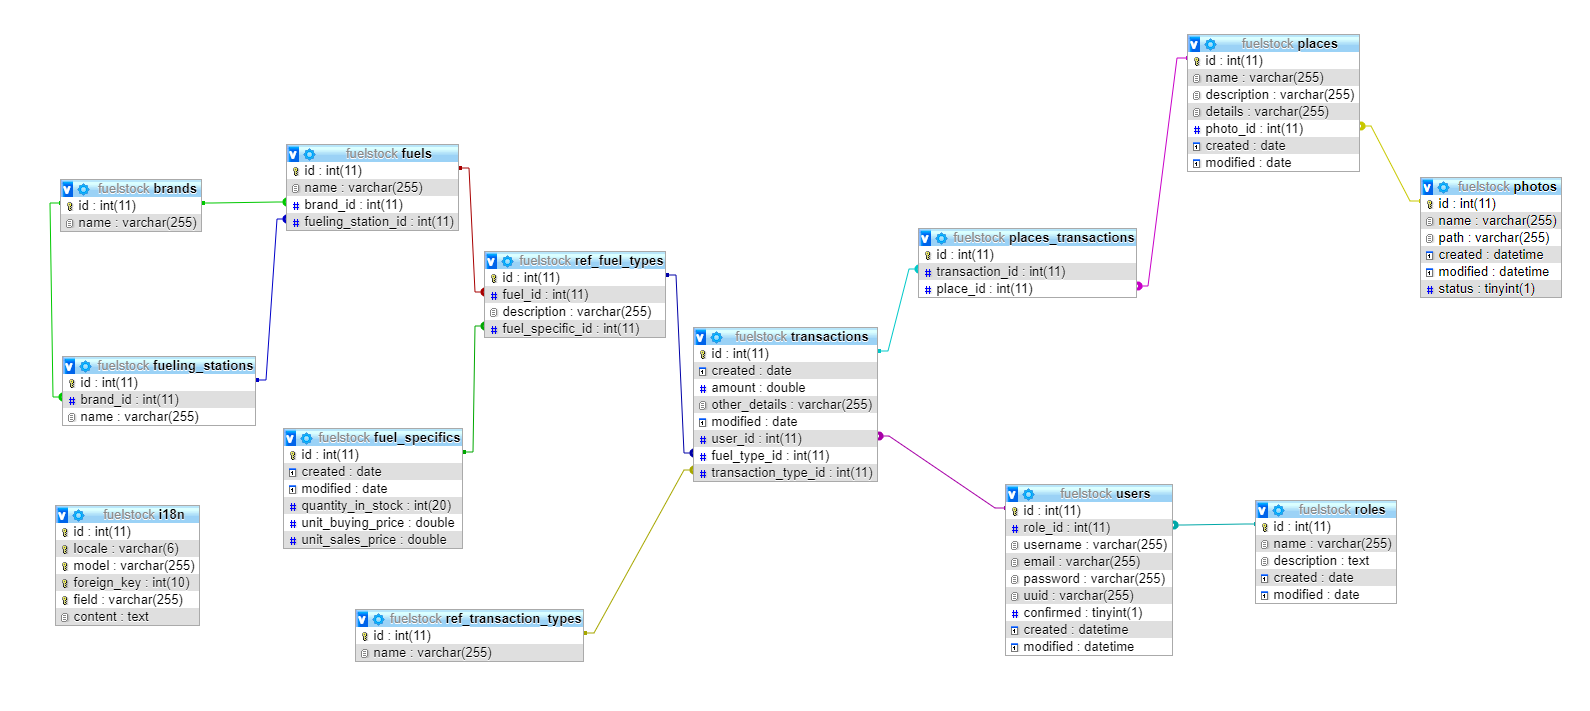 fuelstock places
id : int(11)
name : varchar(255)
description : varchar(255)
details : varchar(255)
photo_id : int(11)
created : date
modified : date
fuelstock fuels
id : int(11)
name : varchar(255)
brand_id : int(11)
fueling_station_id : int(11)
fuelstock brands
id : int(11)
name : varchar(255)
fuelstock photos
id : int(11)
name : varchar(255)
path : varchar(255)
created : datetime
modified : datetime
status : tinyint(1)
fuelstock ref_fuel_types
id : int(11)
fuel_id : int(11)
description : varchar(255)
fuel_specific_id : int(11)
fuelstock places_transactions
id : int(11)
transaction_id : int(11)
place_id : int(11)
fuelstock transactions
id : int(11)
created : date
amount : double
other_details : varchar(255)
modified : date
user_id : int(11)
fuel_type_id : int(11)
transaction_type_id : int(11)
fuelstock fueling_stations
id : int(11)
brand_id : int(11)
name : varchar(255)
fuelstock fuel_specifics
id : int(11)
created : date
modified : date
quantity_in_stock : int(20)
unit_buying_price : double
unit_sales_price : double
fuelstock i18n
id : int(11)
locale : varchar(6)
model : varchar(255)
foreign_key : int(10)
field : varchar(255)
content : text
fuelstock users
id : int(11)
role_id : int(11)
username : varchar(255)
email : varchar(255)
password : varchar(255)
uuid : varchar(255)
confirmed : tinyint(1)
created : datetime
modified : datetime
fuelstock roles
id : int(11)
name : varchar(255)
description : text
created : date
modified : date
fuelstock ref_transaction_types
id : int(11)
name : varchar(255)